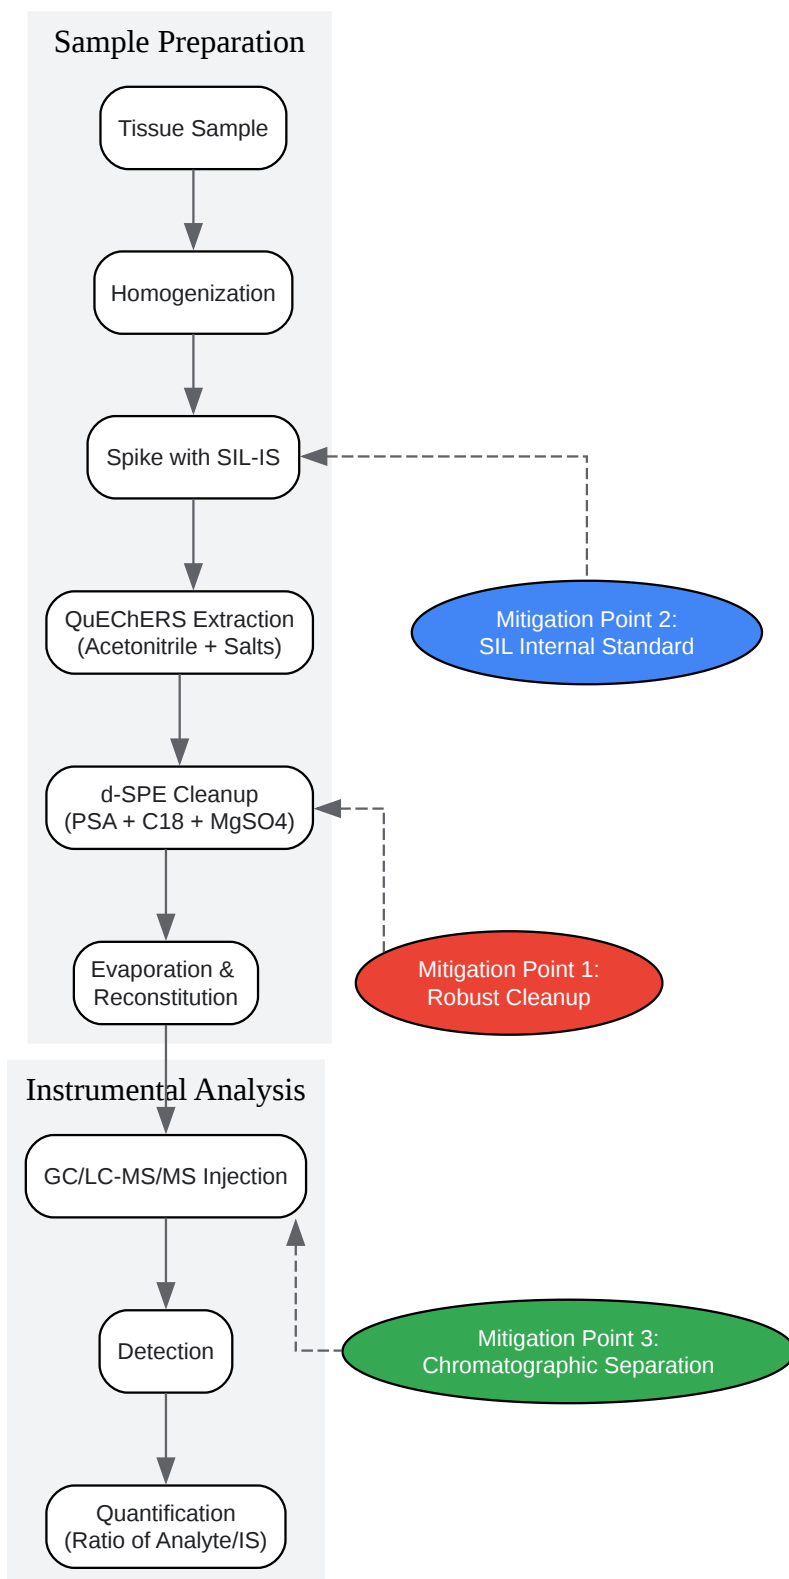 Sample Preparation
Tissue Sample
Homogenization
Spike with SIL-IS
QuEChERS Extraction
(Acetonitrile + Salts)
Mitigation Point 2:
SIL Internal Standard
d-SPE Cleanup
(PSA + C18 + MgSO4)
Evaporation &
Reconstitution
Mitigation Point 1:
Robust Cleanup
Instrumental Analysis
GC/LC-MS/MS Injection
Detection
Mitigation Point 3:
Chromatographic Separation
Quantification
(Ratio of Analyte/IS)